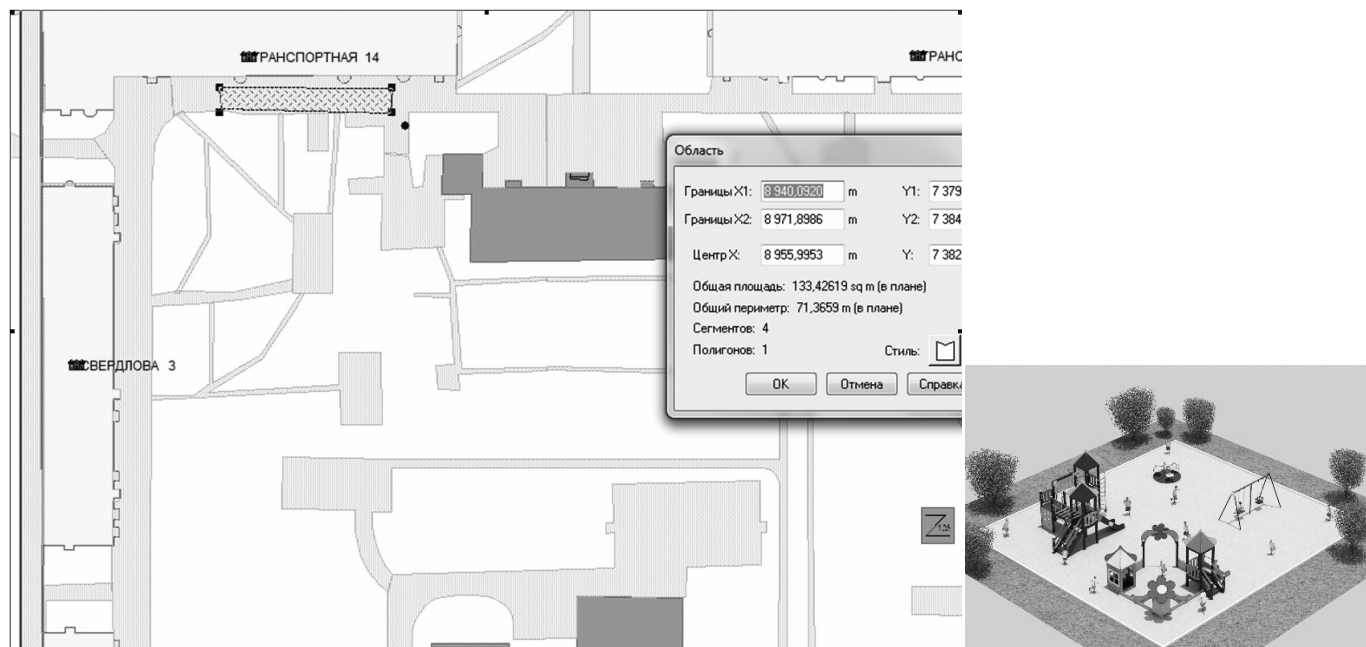 ТРАНСПОРТНАЯ 14
ТРАНС
СВЕРДЛОВА 3
Область
Границы X1: 8 940,0920 m Y1: 7 379
Границы X2: 8 971,8986 m Y2: 7 384
Центр X: 8 955,9953 m Y: 7 382
Общая площадь: 133,42619 sq m (в плане)
Общий периметр: 71,3659 m (в плане)
Сегментов: 4
Полигонов: 1
Стиль:
OK Отмена Справка